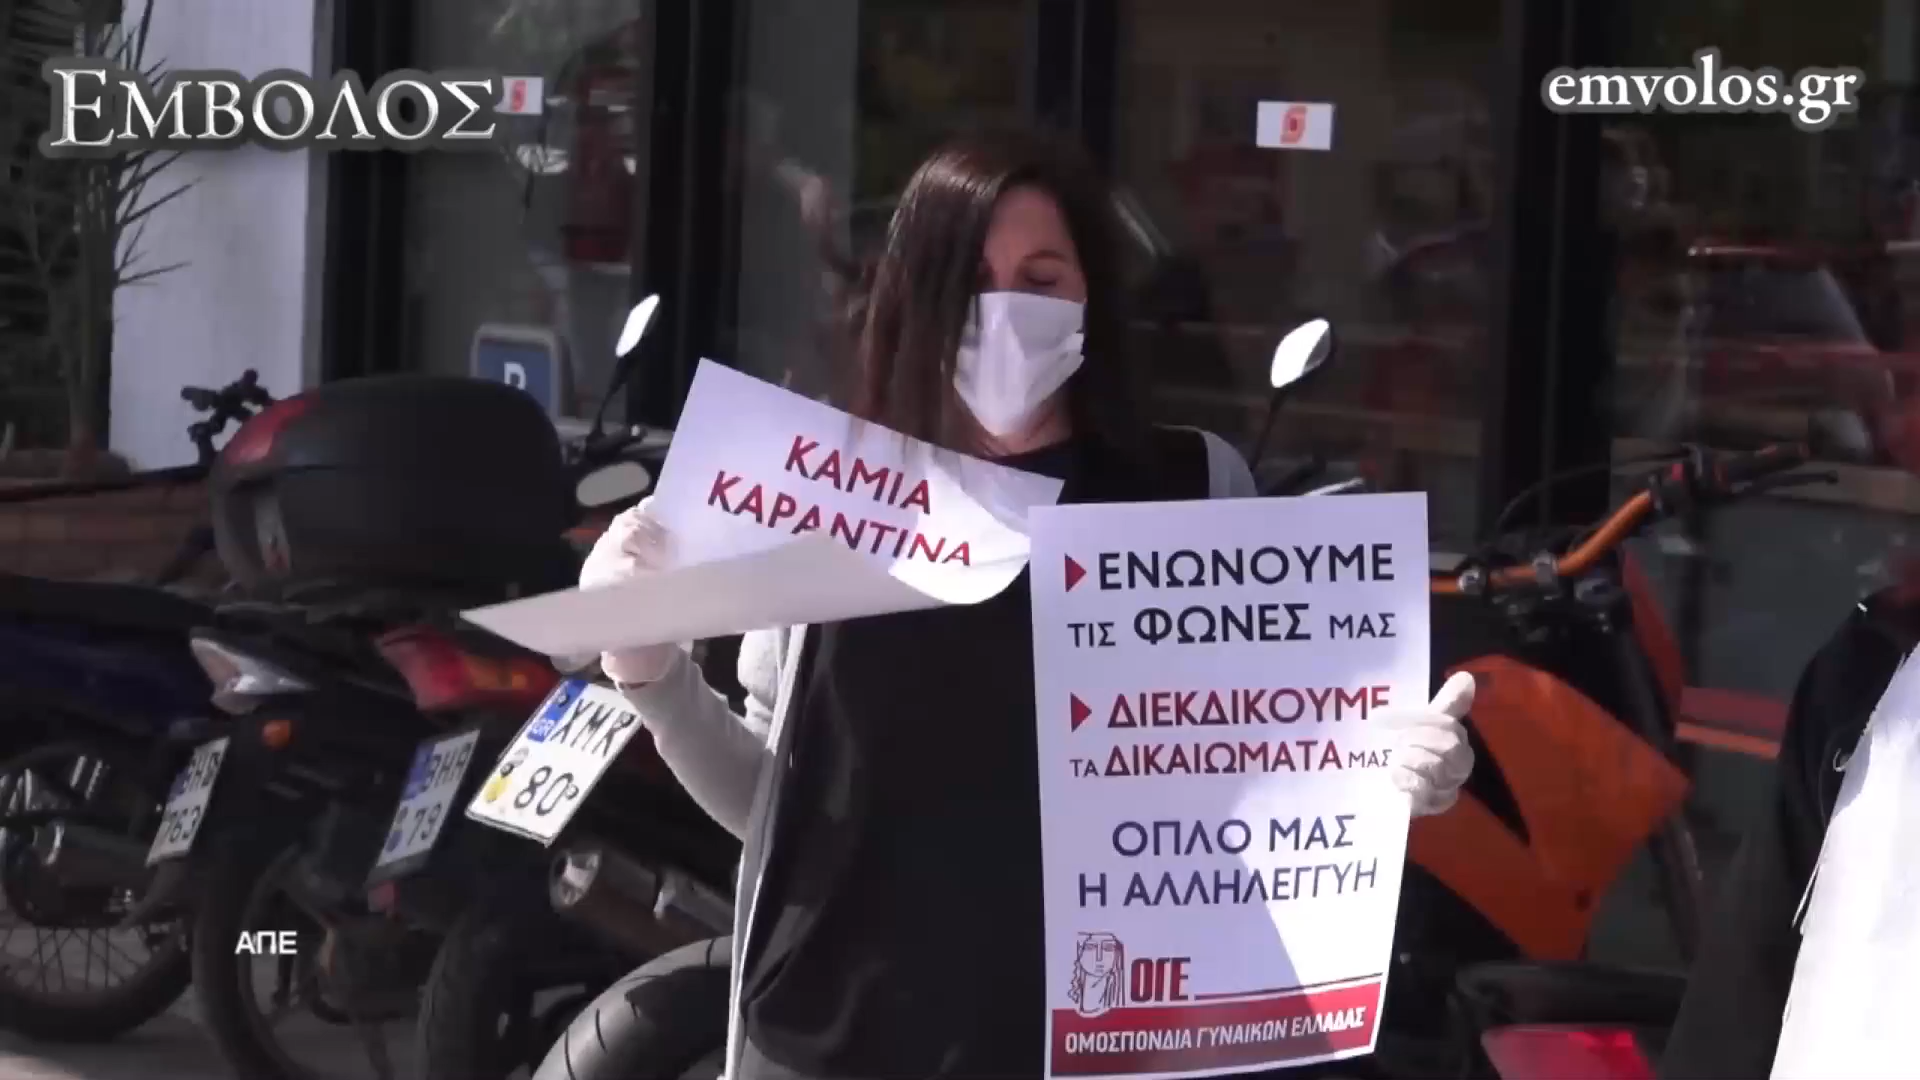 ΕΜΒΟΛΟΣ
emvolos.gr
P
ΚΑΜΙΑ
ΚΑΡΑΝΤΙΝΑ
ΕΝΩΝΟΥΜΕ
ΤΙΣ ΦΩΝΕΣ ΜΑΣ
ΔΙΕΚΔΙΚΟΥΜΕ
ΤΑ ΔΙΚΑΙΩΜΑΤΑ ΜΑΣ
ΟΠΛΟ ΜΑΣ
Η ΑΛΛΗΛΕΓΓΥΗ
ΟΓΕ
ΟΜΟΣΠΟΝΔΙΑ ΓΥΝΑΙΚΩΝ ΕΛΛΑΔΑΣ
GR
ΧΜΚ
80
79
763
ΑΠΕ